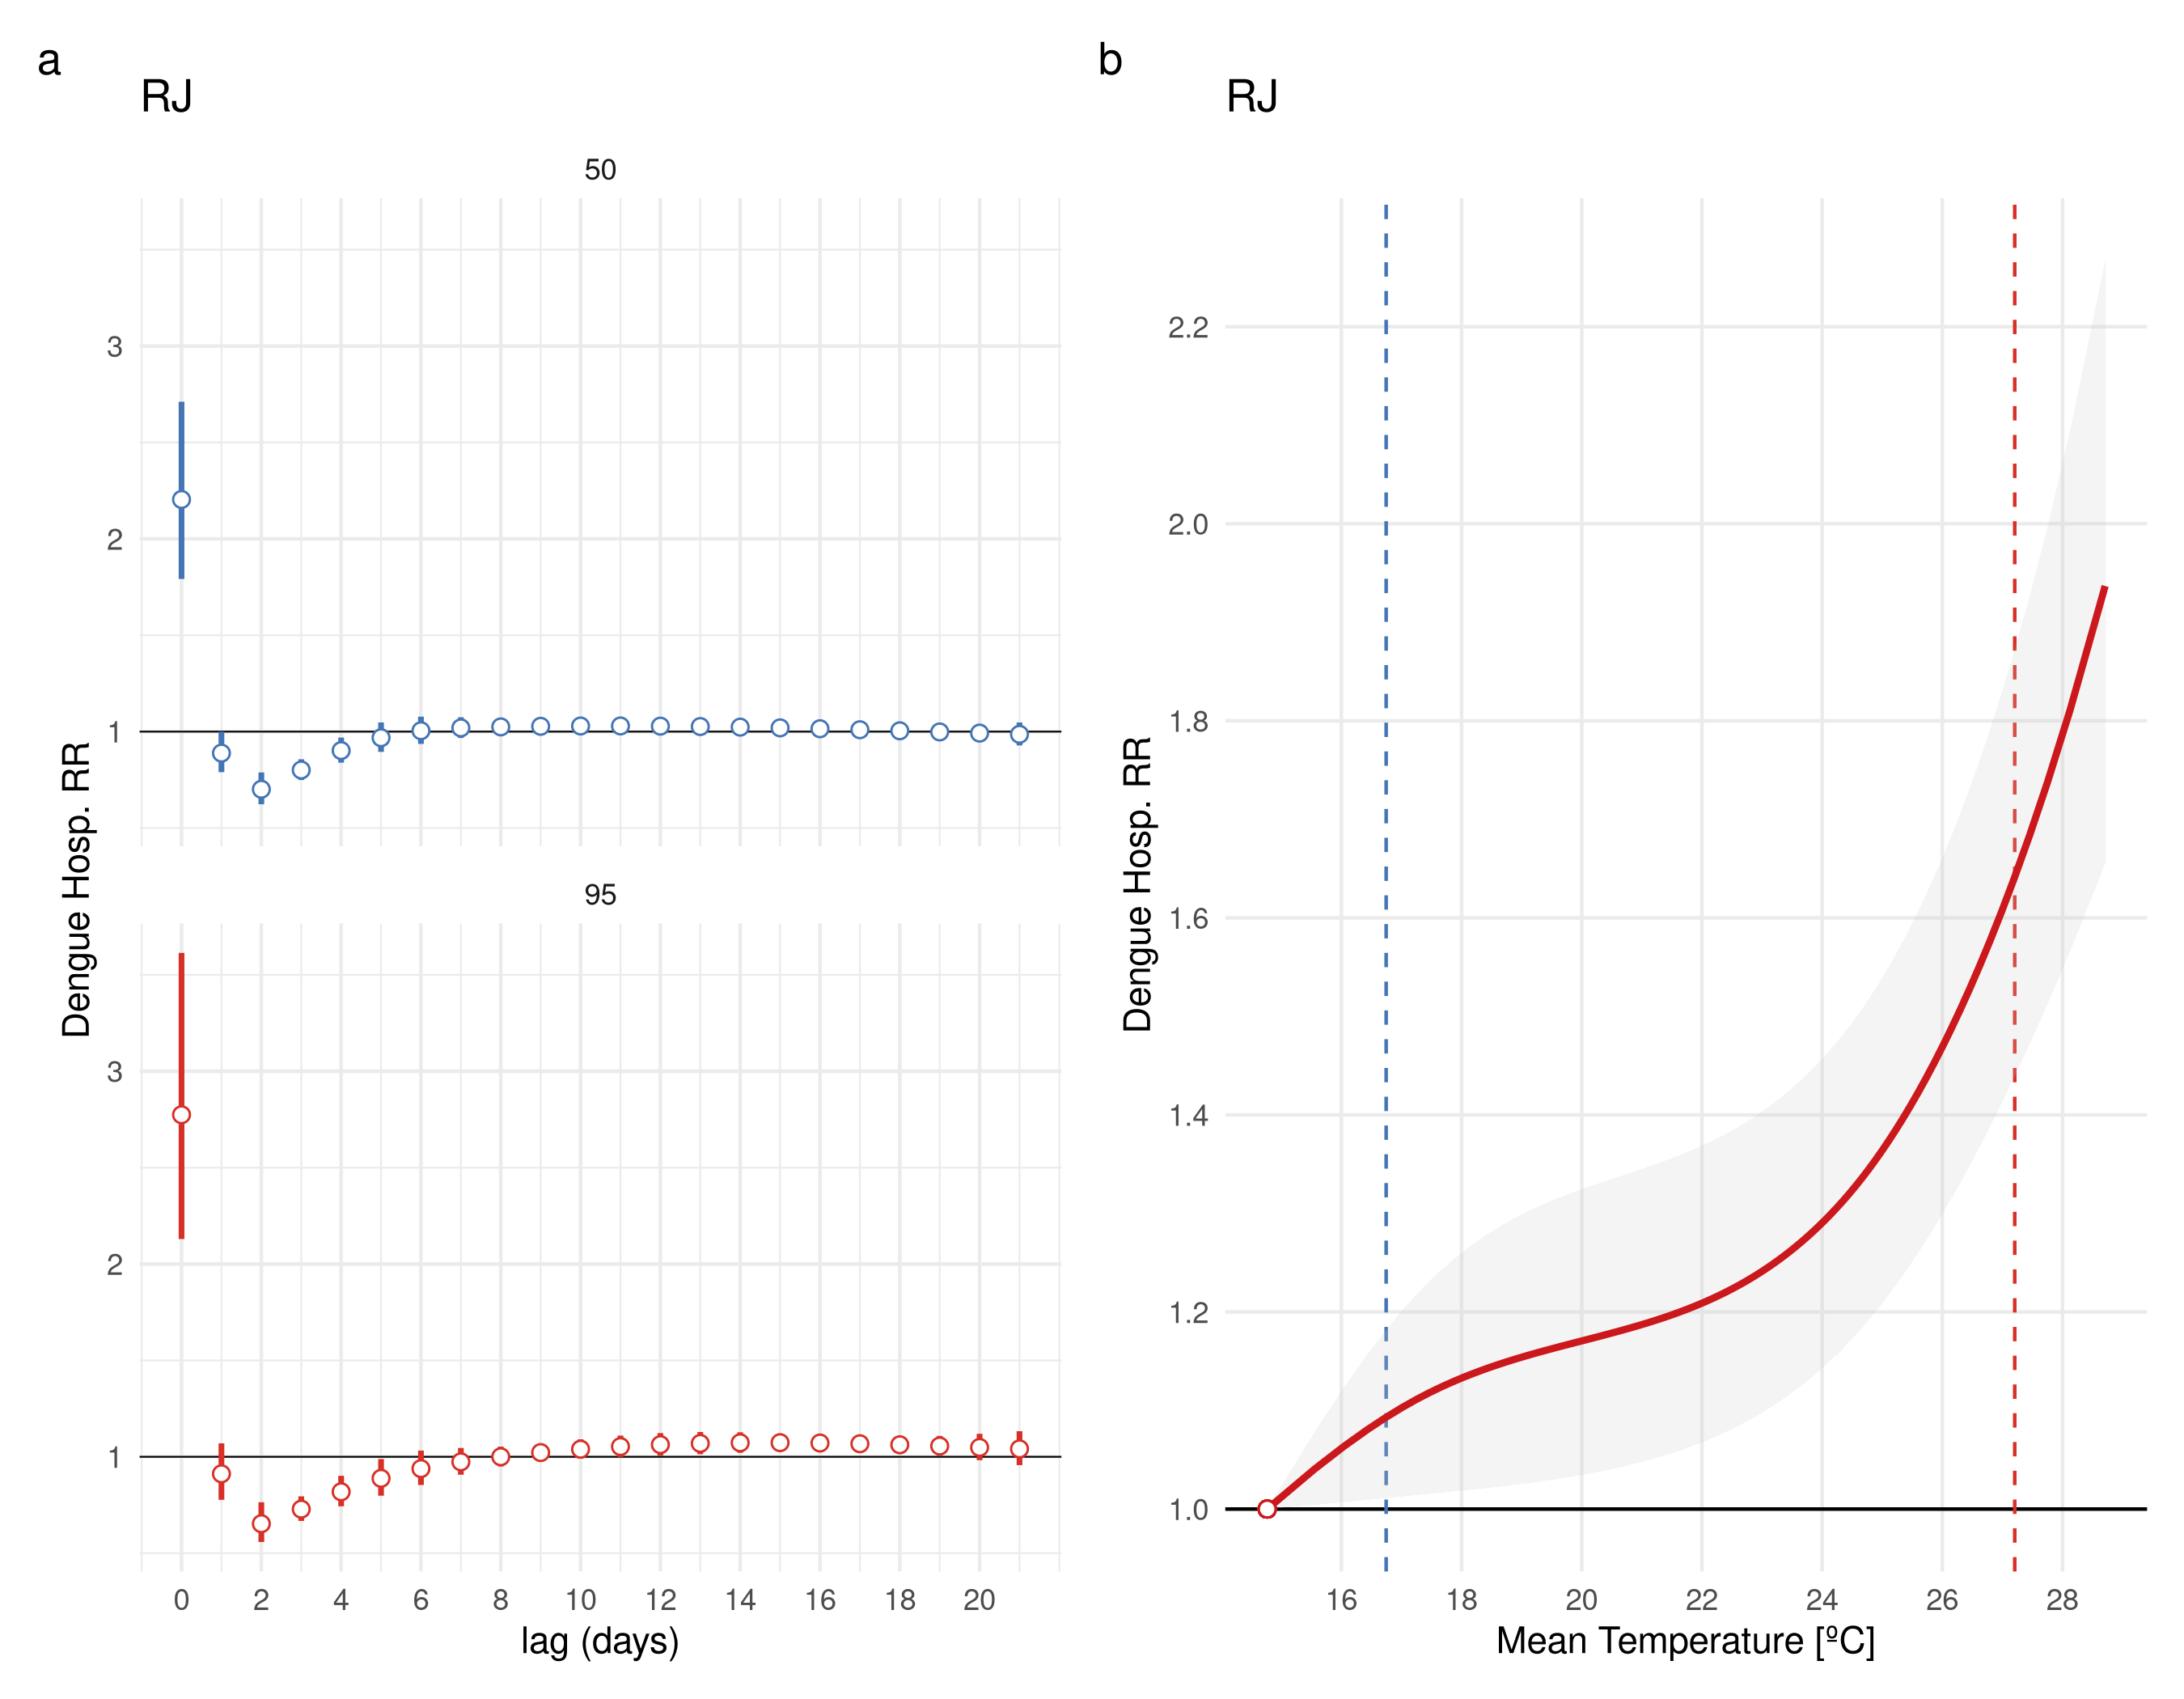 a
RJ
50
3
2
1
95
3
2
1
0 2 4 6 8 10 12 14 16 18 20
lag (days)
Dengue Hosp. RR
b
RJ
2.2
2.0
1.8
1.6
1.4
1.2
1.0
16 18 20 22 24 26 28
Mean Temperature [ºC]
Dengue Hosp. RR